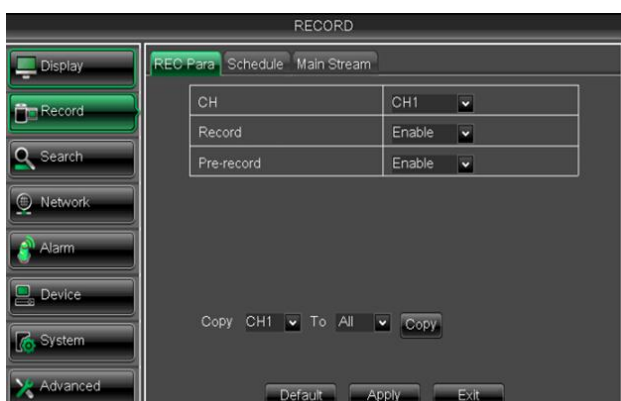 RECORD
Display
Record
Search
Network
Alarm
Device
System
Advanced
REC Para Schedule Main Stream
CH CH1
Record Enable
Pre-record Enable
Copy CH1 To All Copy
Default Apply Exit